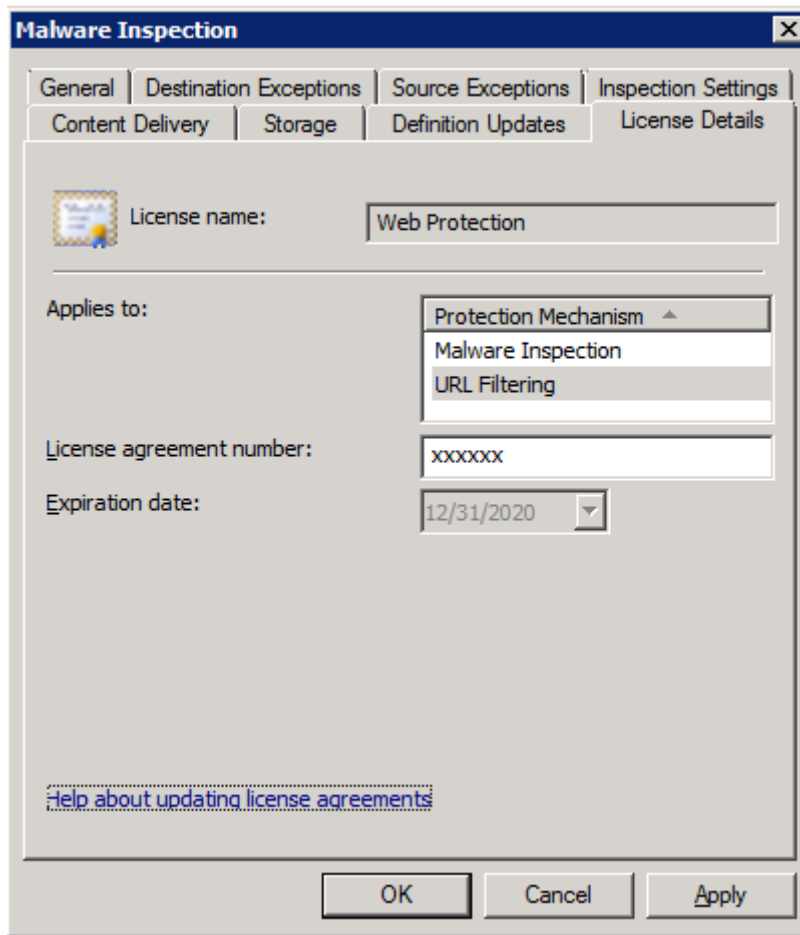 Malware Inspection
General Destination Exceptions Source Exceptions Inspection Settings
Content Delivery Storage Definition Updates License Details
License name: Web Protection
Applies to: Protection Mechanism
Malware Inspection
URL Filtering
License agreement number: xxxxxx
Expiration date: 12/31/2020
Help about updating license agreements
OK Cancel Apply